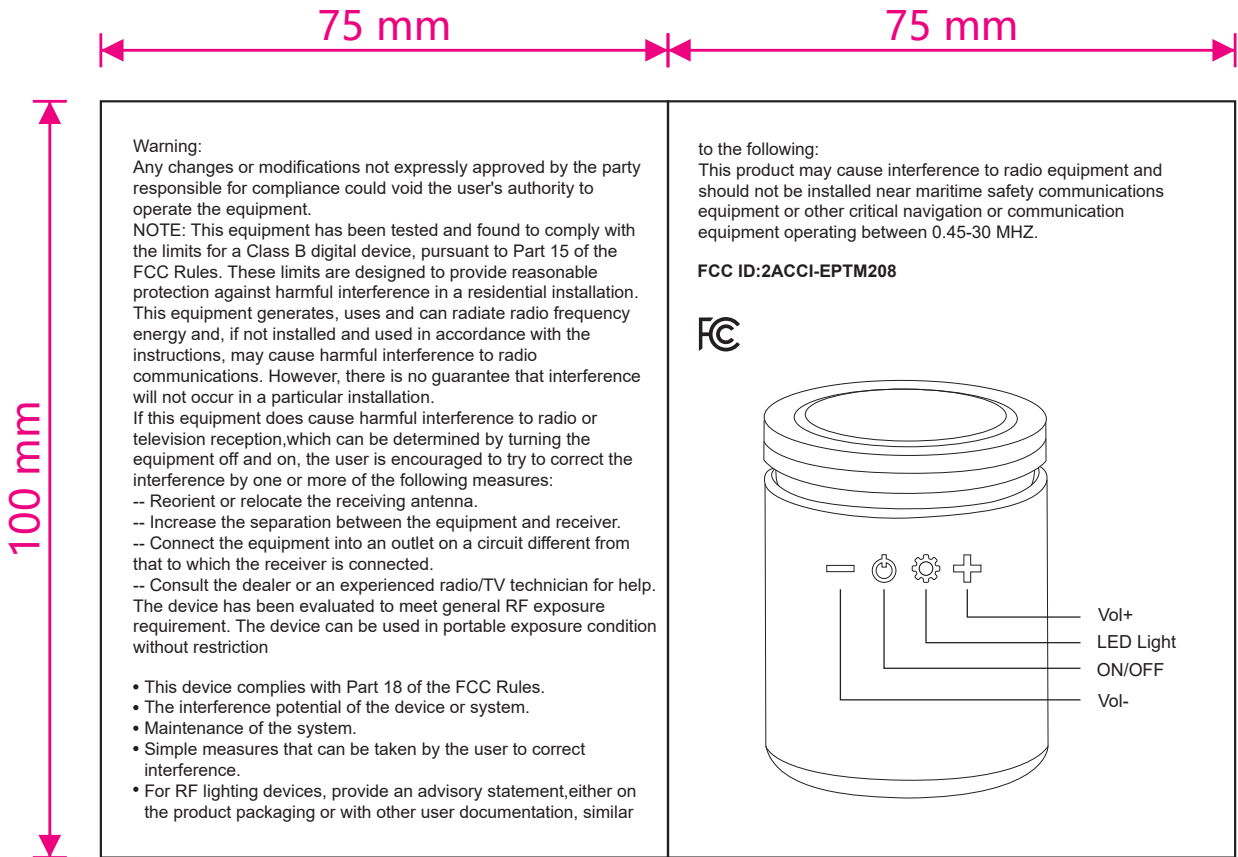 75 mm
75 mm
100 mm
Warning:
Any changes or modifications not expressly approved by the party
responsible for compliance could void the user's authority to
operate the equipment.
NOTE: This equipment has been tested and found to comply with
the limits for a Class B digital device, pursuant to Part 15 of the
FCC Rules. These limits are designed to provide reasonable
protection against harmful interference in a residential installation.
This equipment generates, uses and can radiate radio frequency
energy and, if not installed and used in accordance with the
instructions, may cause harmful interference to radio
communications. However, there is no guarantee that interference
will not occur in a particular installation.
If this equipment does cause harmful interference to radio or
television reception,which can be determined by turning the
equipment off and on, the user is encouraged to try to correct the
interference by one or more of the following measures:
-- Reorient or relocate the receiving antenna.
-- Increase the separation between the equipment and receiver.
-- Connect the equipment into an outlet on a circuit different from
that to which the receiver is connected.
-- Consult the dealer or an experienced radio/TV technician for help.
The device has been evaluated to meet general RF exposure
requirement. The device can be used in portable exposure condition
without restriction
• This device complies with Part 18 of the FCC Rules.
• The interference potential of the device or system.
• Maintenance of the system.
• Simple measures that can be taken by the user to correct
interference.
• For RF lighting devices, provide an advisory statement,either on
the product packaging or with other user documentation, similar
to the following:
This product may cause interference to radio equipment and
should not be installed near maritime safety communications
equipment or other critical navigation or communication
equipment operating between 0.45-30 MHZ.
FCC ID:2ACCI-EPTM208
FC
Vol+
LED Light
ON/OFF
Vol-